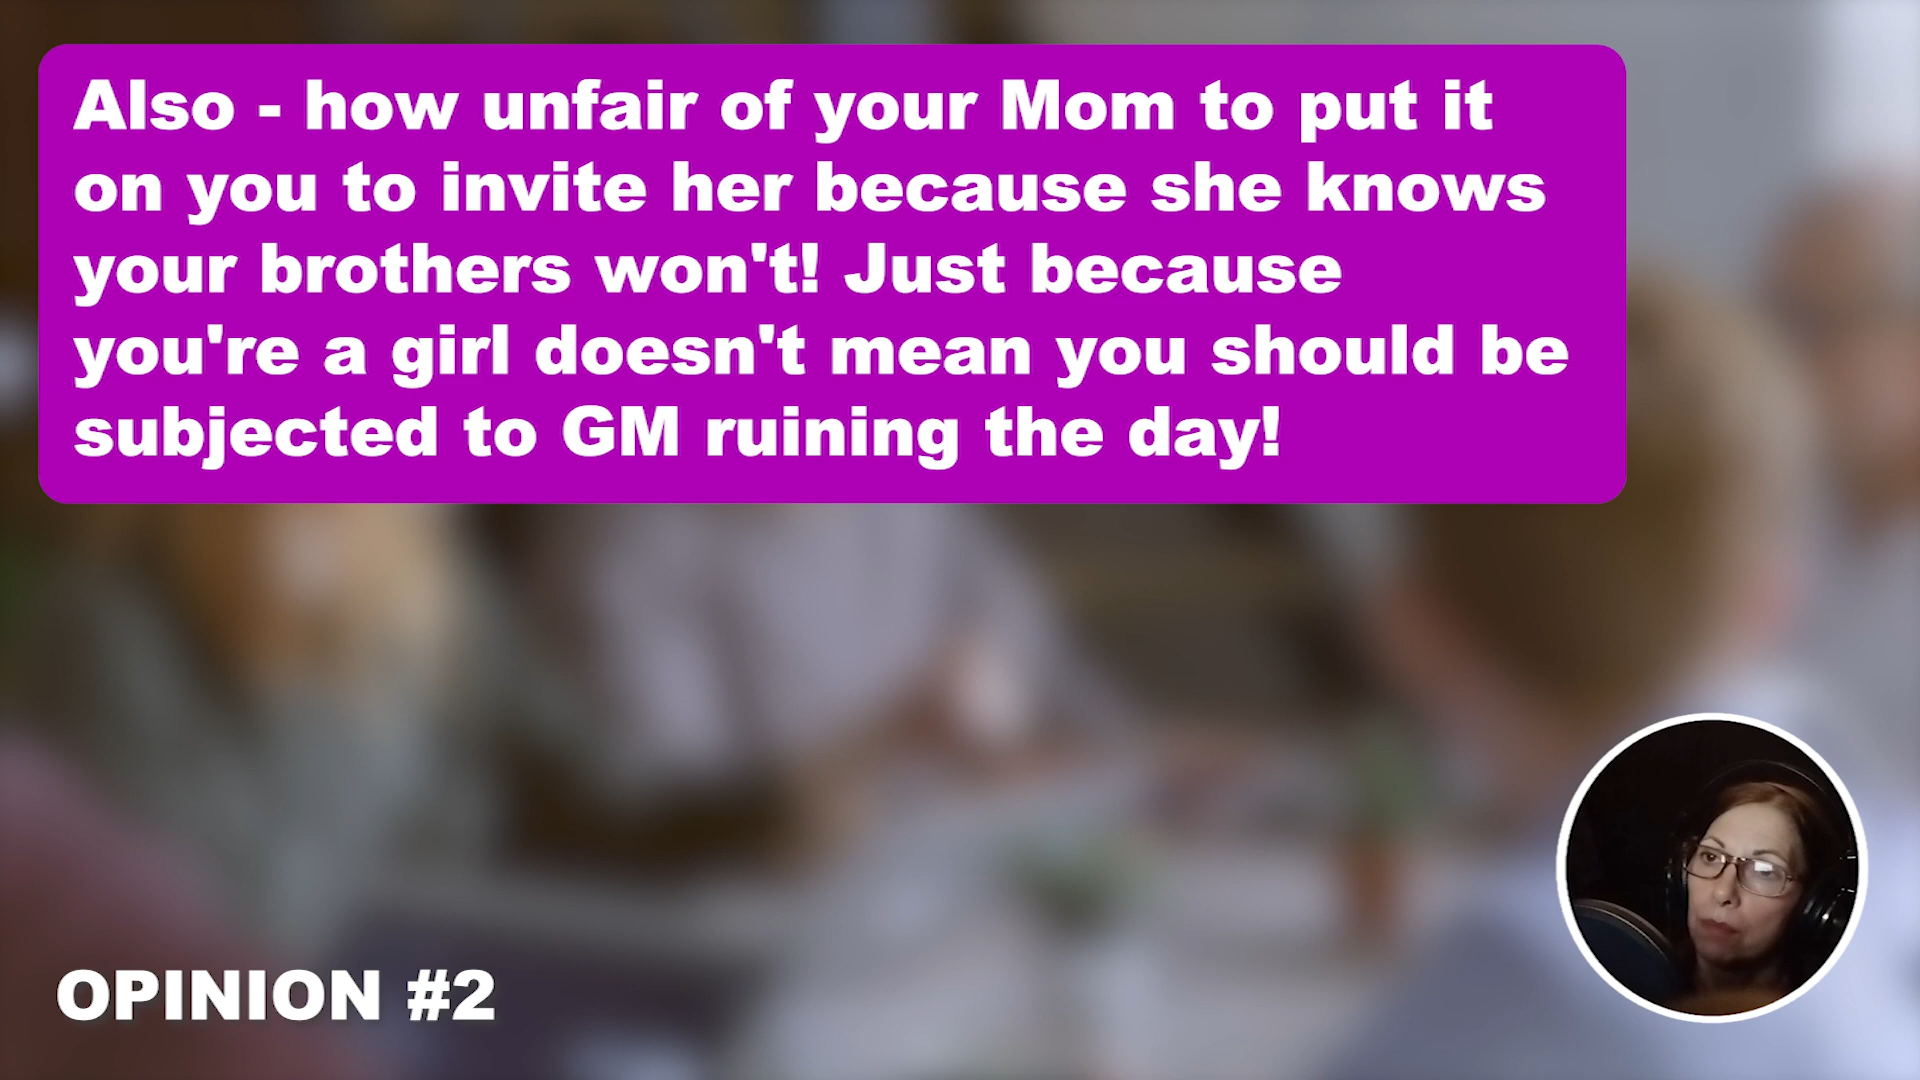 Also - how unfair of your Mom to put it
on you to invite her because she knows
your brothers won't! Just because
you're a girl doesn't mean you should be
subjected to GM ruining the day!
OPINION #2